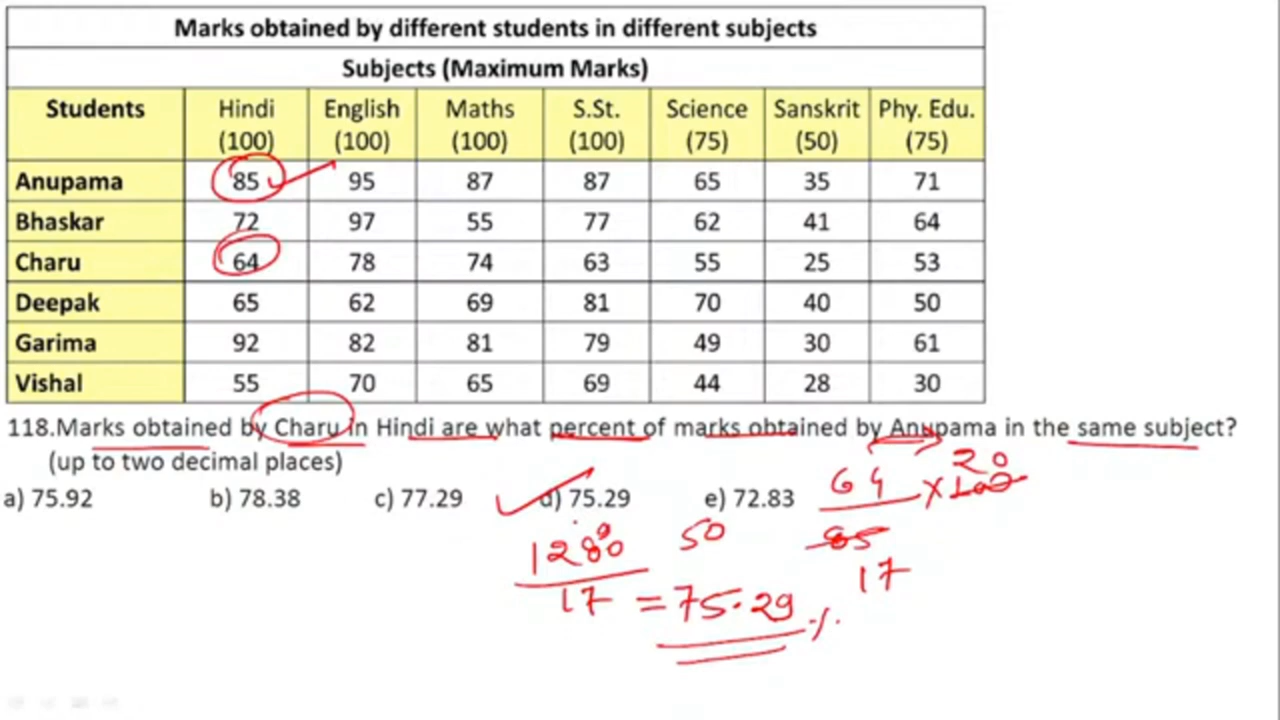 Marks obtained by different students in different subjects
Subjects (Maximum Marks)
Students Hindi (100) English (100) Maths (100) S.St. (100) Science (75) Sanskrit (50) Phy. Edu. (75)
Anupama 85 95 87 87 65 35 71
Bhaskar 72 97 55 77 62 41 64
Charu 64 78 74 63 55 25 53
Deepak 65 62 69 81 70 40 50
Garima 92 82 81 79 49 30 61
Vishal 55 70 65 69 44 28 30
118.Marks obtained by Charu in Hindi are what percent of marks obtained by Anupama in the same subject?
(up to two decimal places)
a) 75.92 b) 78.38 c) 77.29 d) 75.29 e) 72.83
20
64 × 100
85
17
1280 50
17 = 75.29 %